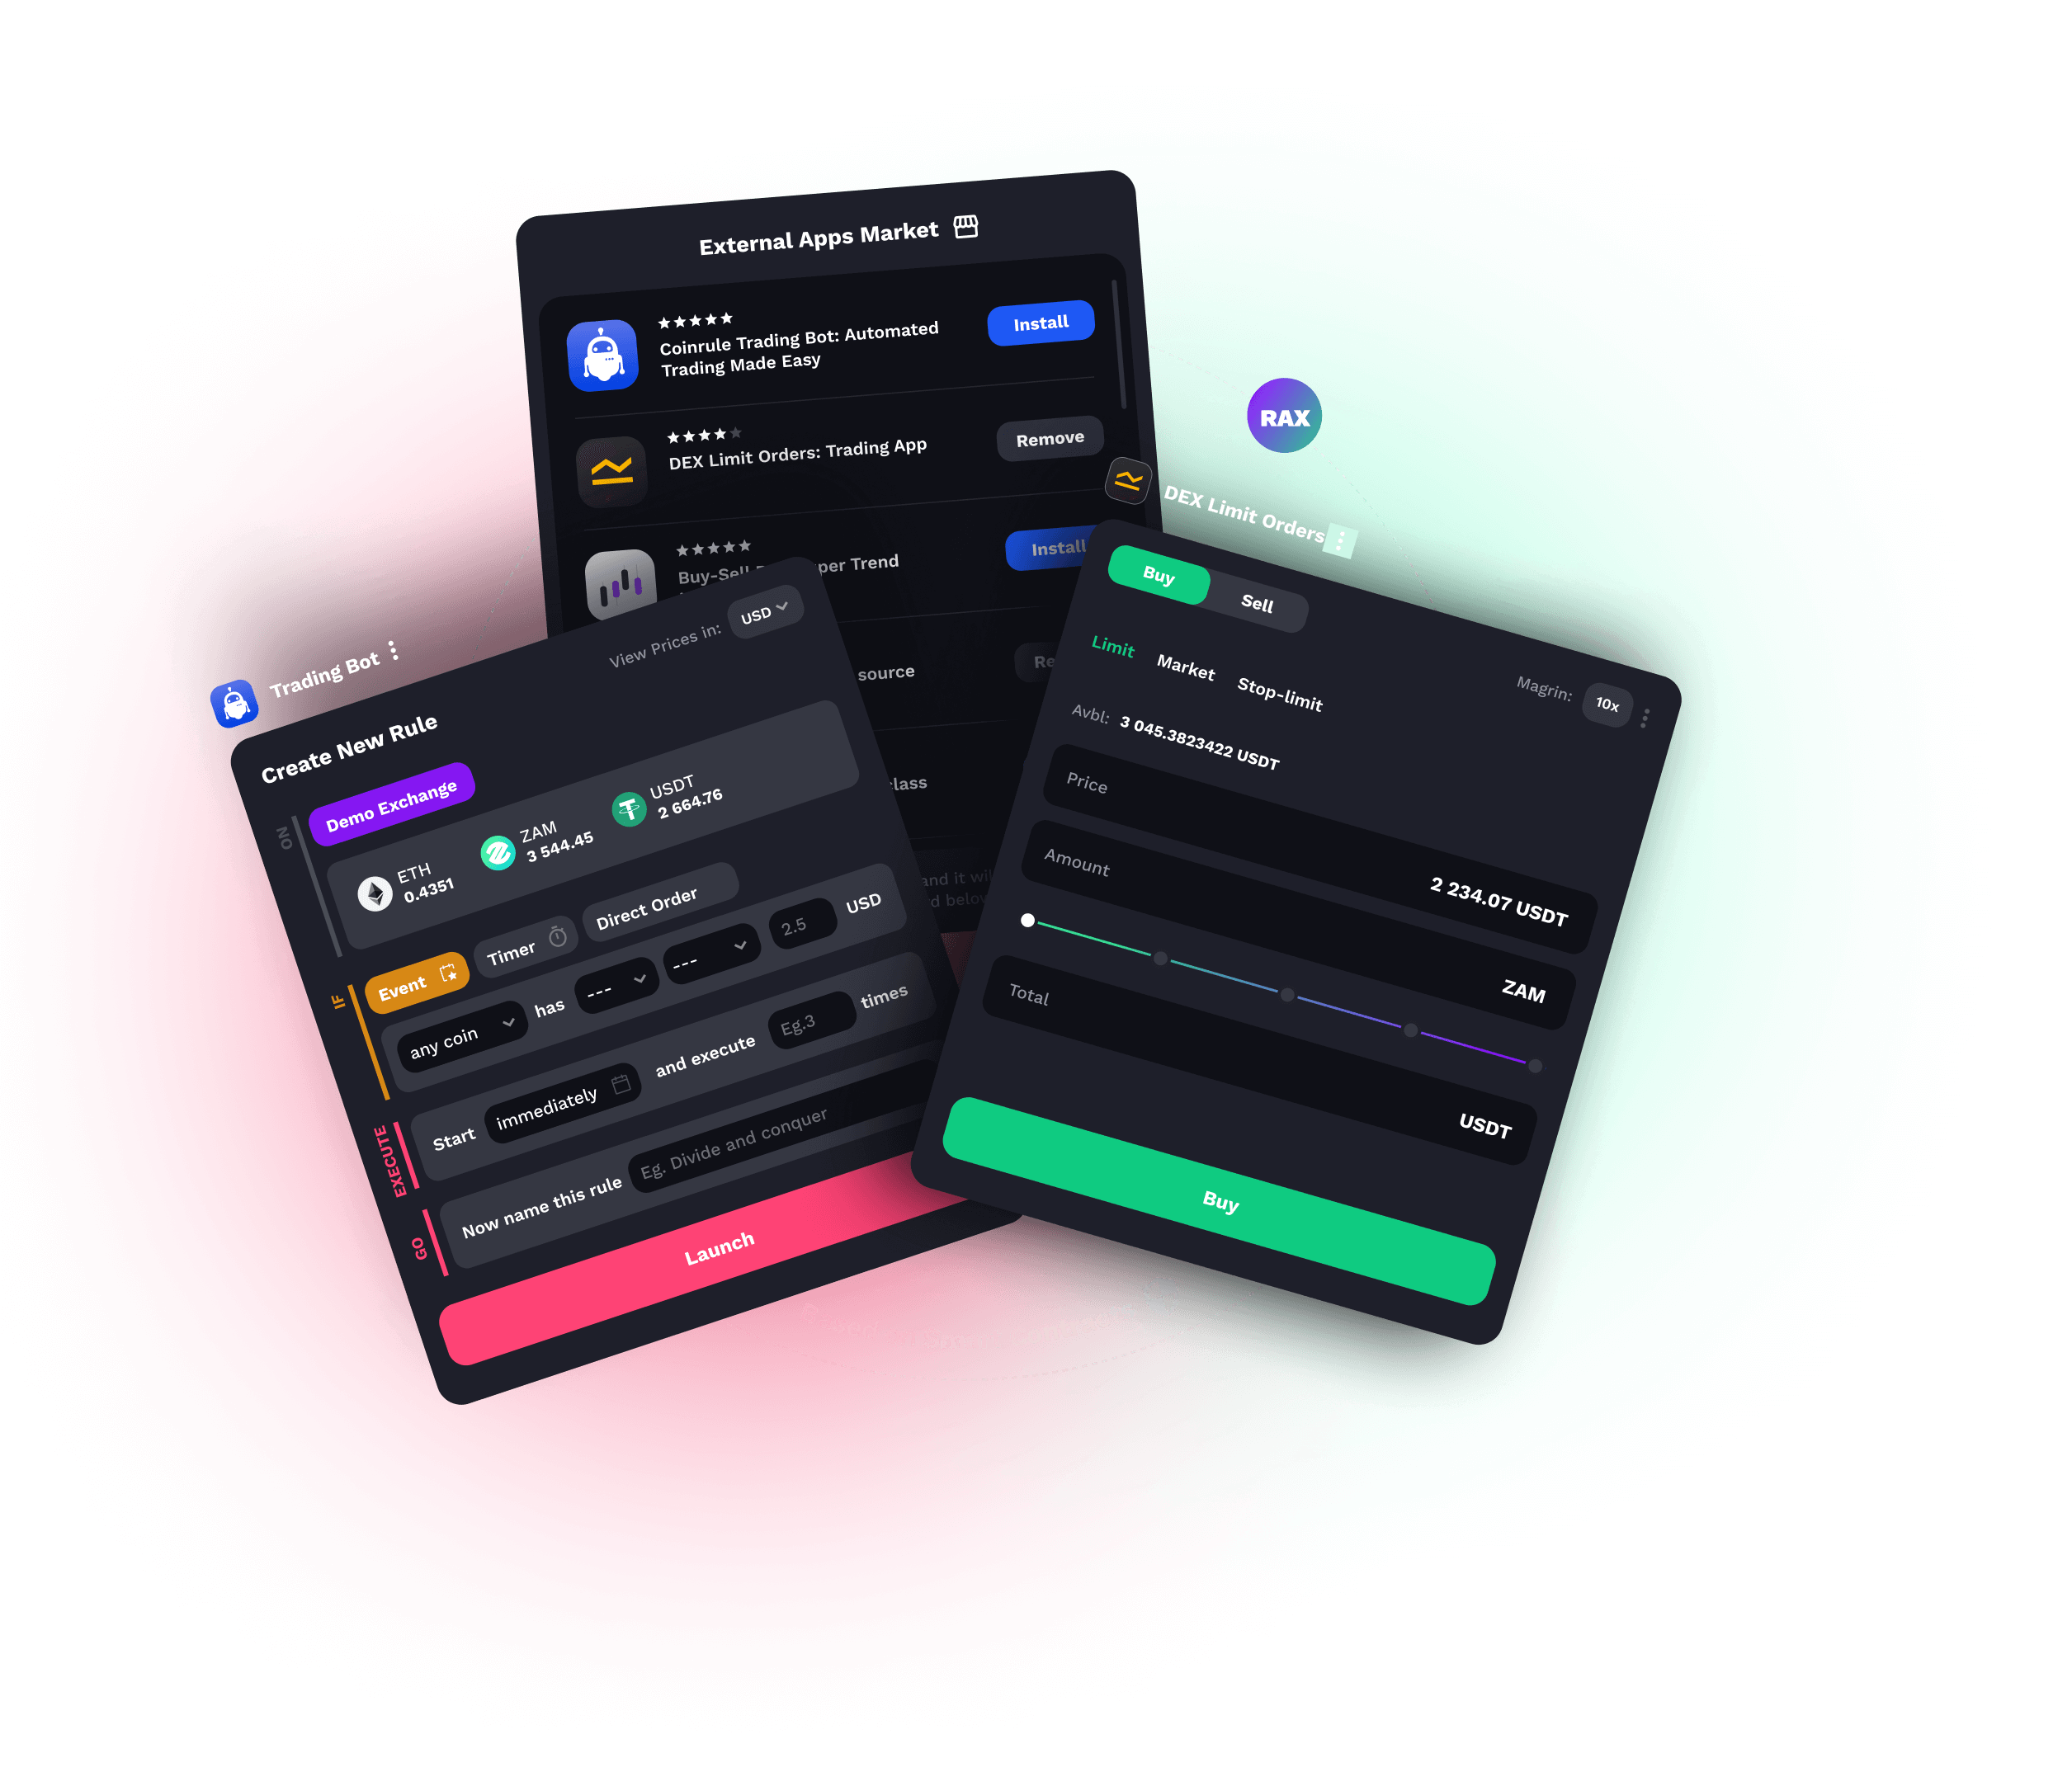 External Apps Market
Coinrule Trading Bot: Automated
Trading Made Easy
Install
DEX Limit Orders: Trading App
Remove
Buy-Sell
per Trend
Install
source
class
and it
below
RAX
Trading Bot
View Prices in:
USD
Create New Rule
ON
Demo Exchange
ETH
0.4351
ZAM
3 544.45
USDT
2 664.76
IF
Event
Timer
Direct Order
any coin
has
---
---
2.5
USD
EXECUTE
Start
immediately
and execute
Eg.3
times
GO
Now name this rule
Eg. Divide and conquer
Launch
DEX Limit Orders
Buy
Sell
Limit
Market
Stop-limit
Magrin:
10x
Avbl:
3 045.3823422 USDT
Price
2 234.07 USDT
Amount
ZAM
Total
USDT
Buy